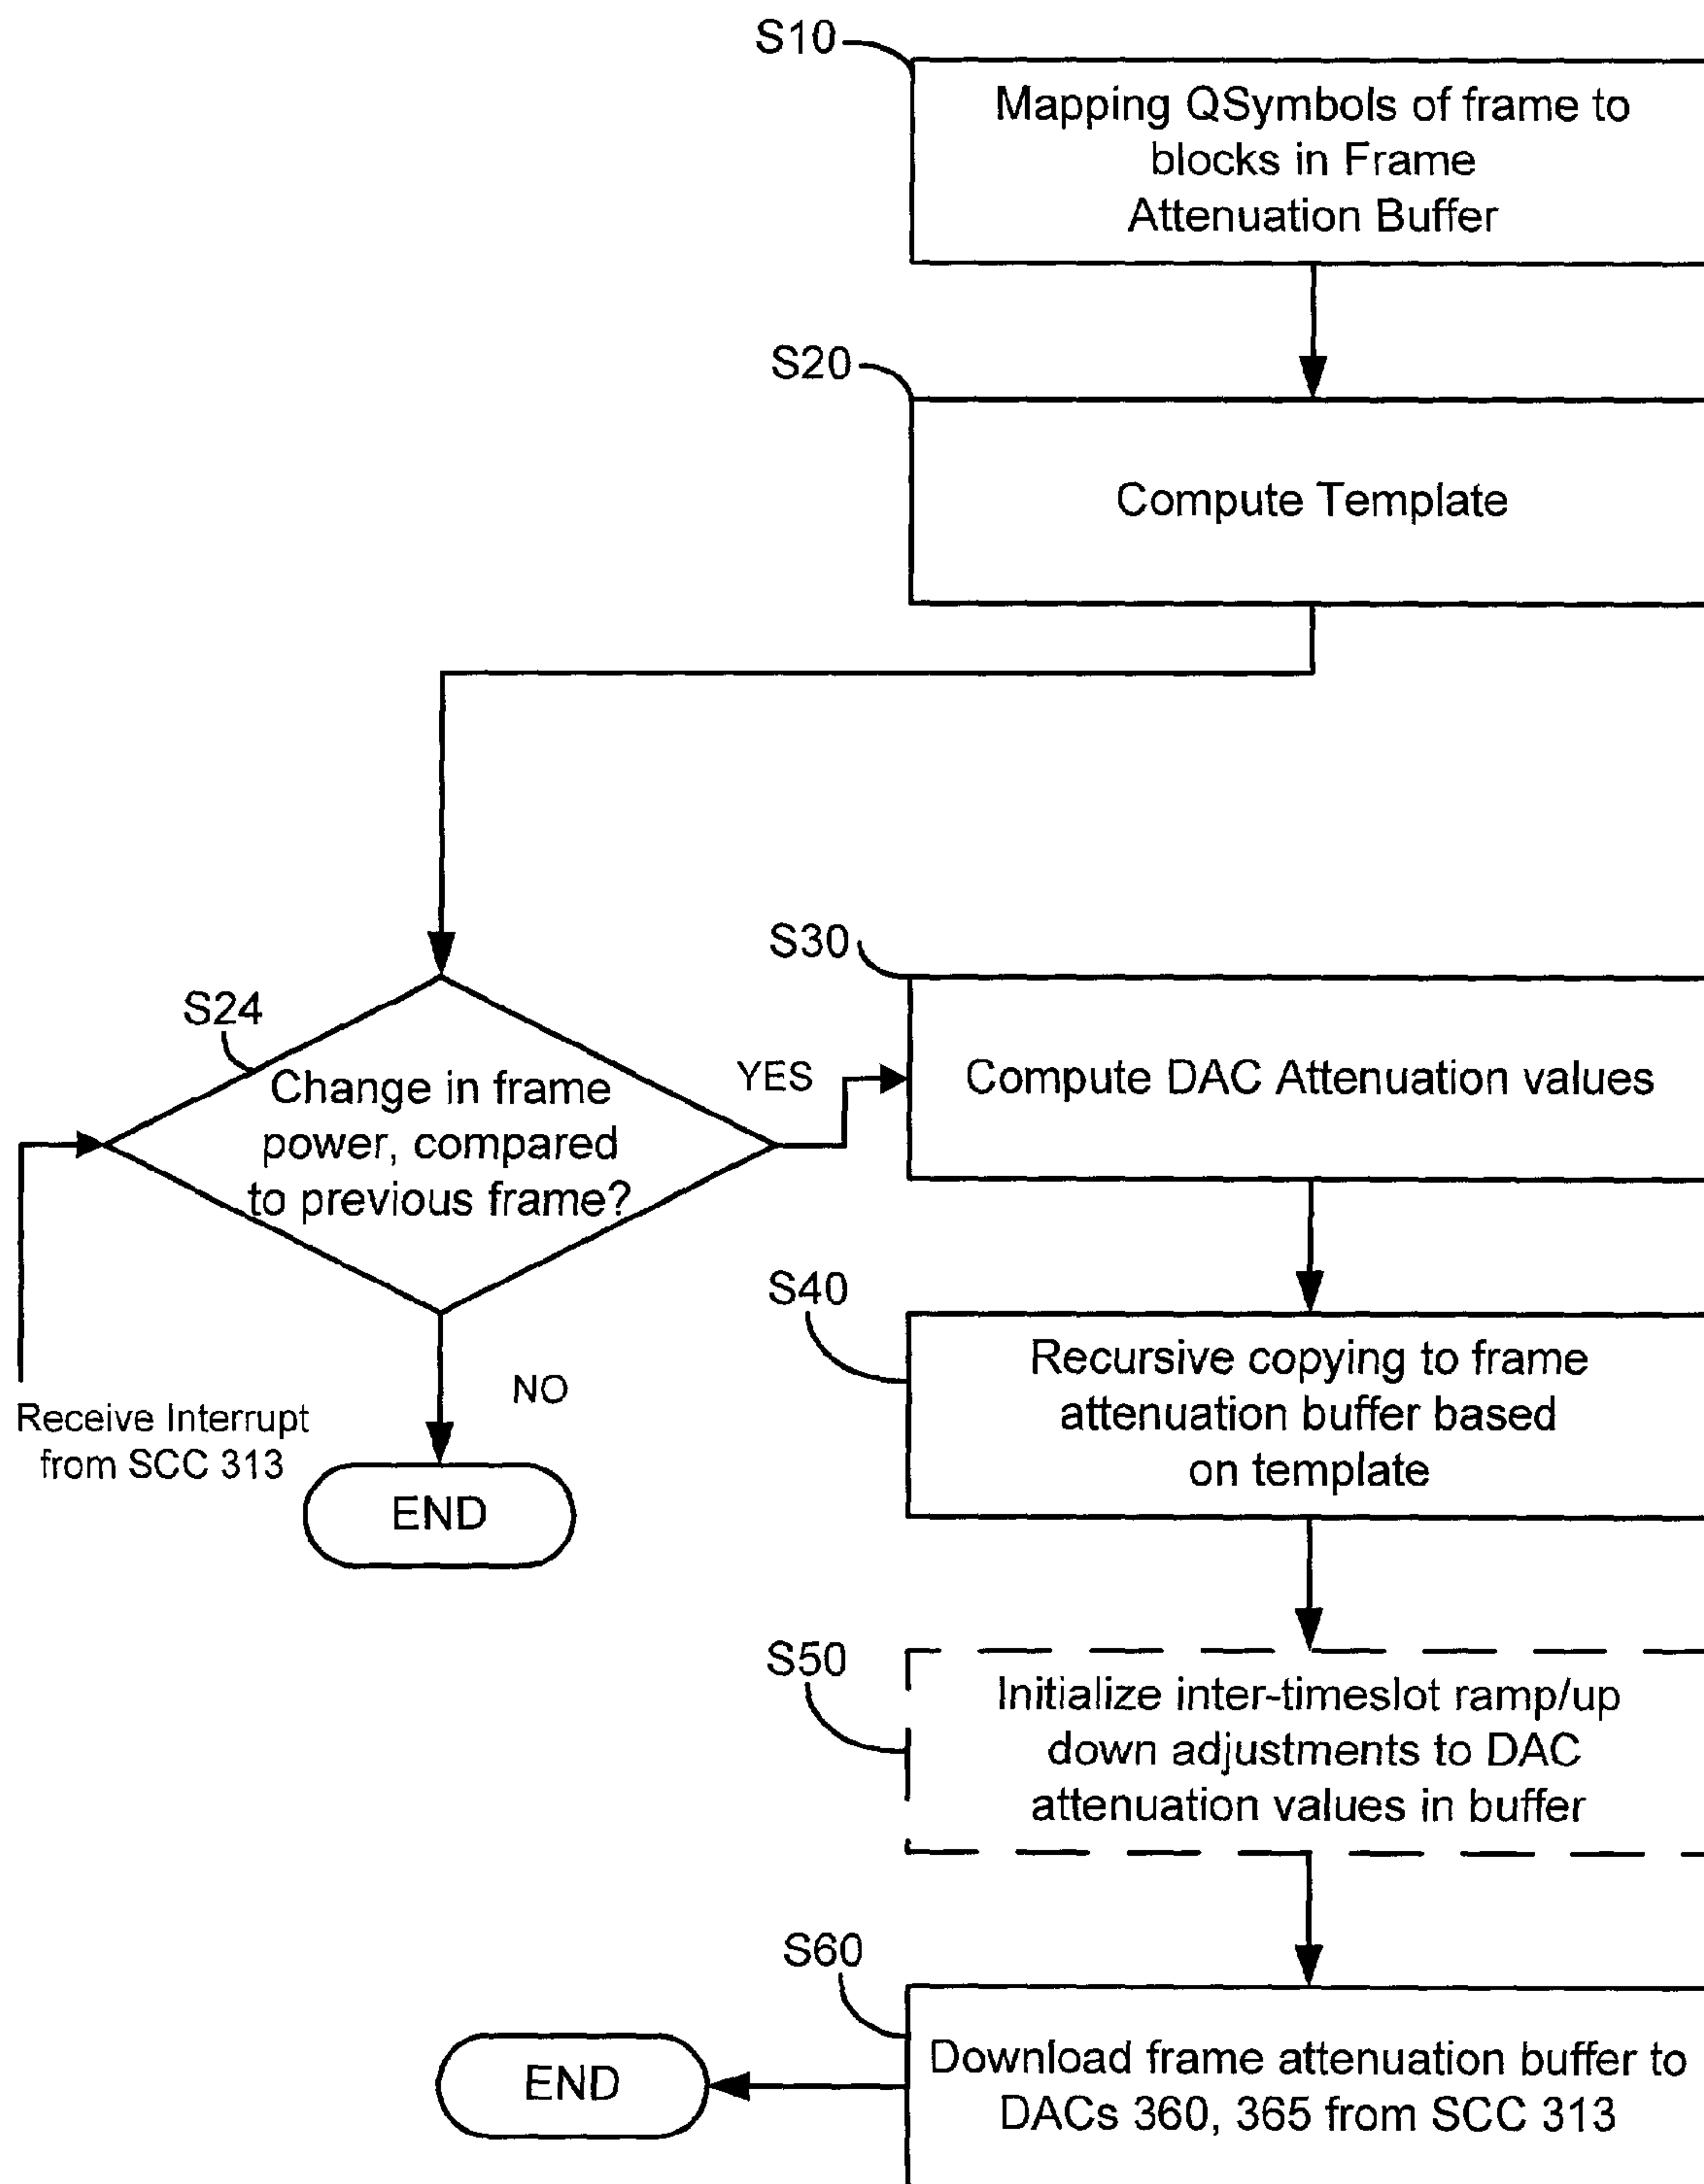 S10
Mapping QSymbols of frame to
blocks in Frame
Attenuation Buffer
S20
Compute Template
S24
Change in frame
power, compared
to previous frame?
YES
NO
Receive Interrupt
from SCC 313
END
S30
Compute DAC Attenuation values
S40
Recursive copying to frame
attenuation buffer based
on template
S50
Initialize inter-timeslot ramp/up
down adjustments to DAC
attenuation values in buffer
S60
Download frame attenuation buffer to
DACs 360, 365 from SCC 313
END